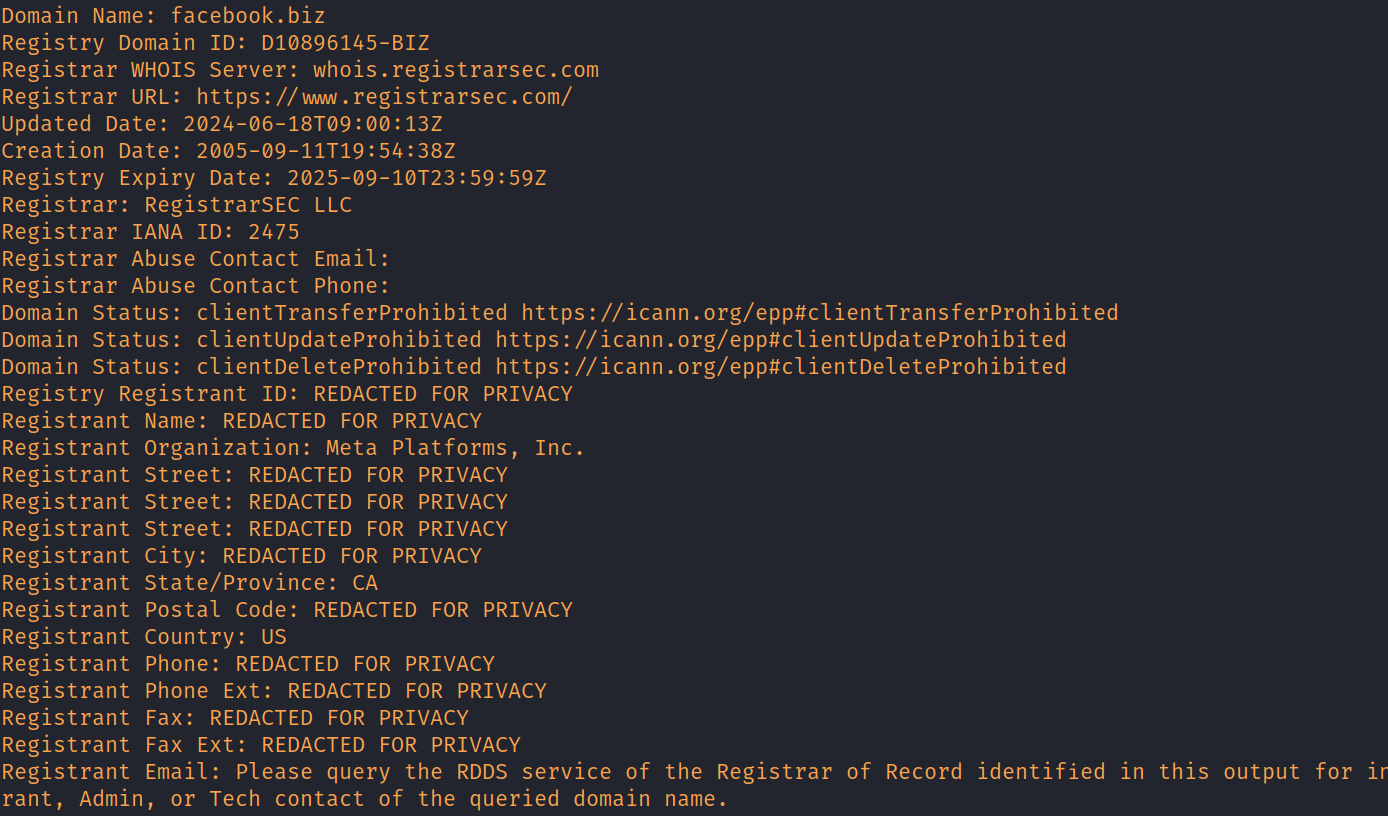 Domain Name: facebook.biz
Registry Domain ID: D10896145-BIZ
Registrar WHOIS Server: whois.registrarsec.com
Registrar URL: https://www.registrarsec.com/
Updated Date: 2024-06-18T09:00:13Z
Creation Date: 2005-09-11T19:54:38Z
Registry Expiry Date: 2025-09-10T23:59:59Z
Registrar: RegistrarSEC LLC
Registrar IANA ID: 2475
Registrar Abuse Contact Email:
Registrar Abuse Contact Phone:
Domain Status: clientTransferProhibited https://icann.org/epp#clientTransferProhibited
Domain Status: clientUpdateProhibited https://icann.org/epp#clientUpdateProhibited
Domain Status: clientDeleteProhibited https://icann.org/epp#clientDeleteProhibited
Registry Registrant ID: REDACTED FOR PRIVACY
Registrant Name: REDACTED FOR PRIVACY
Registrant Organization: Meta Platforms, Inc.
Registrant Street: REDACTED FOR PRIVACY
Registrant Street: REDACTED FOR PRIVACY
Registrant Street: REDACTED FOR PRIVACY
Registrant City: REDACTED FOR PRIVACY
Registrant State/Province: CA
Registrant Postal Code: REDACTED FOR PRIVACY
Registrant Country: US
Registrant Phone: REDACTED FOR PRIVACY
Registrant Phone Ext: REDACTED FOR PRIVACY
Registrant Fax: REDACTED FOR PRIVACY
Registrant Fax Ext: REDACTED FOR PRIVACY
Registrant Email: Please query the RDDS service of the Registrar of Record identified in this output for
rant, Admin, or Tech contact of the queried domain name.